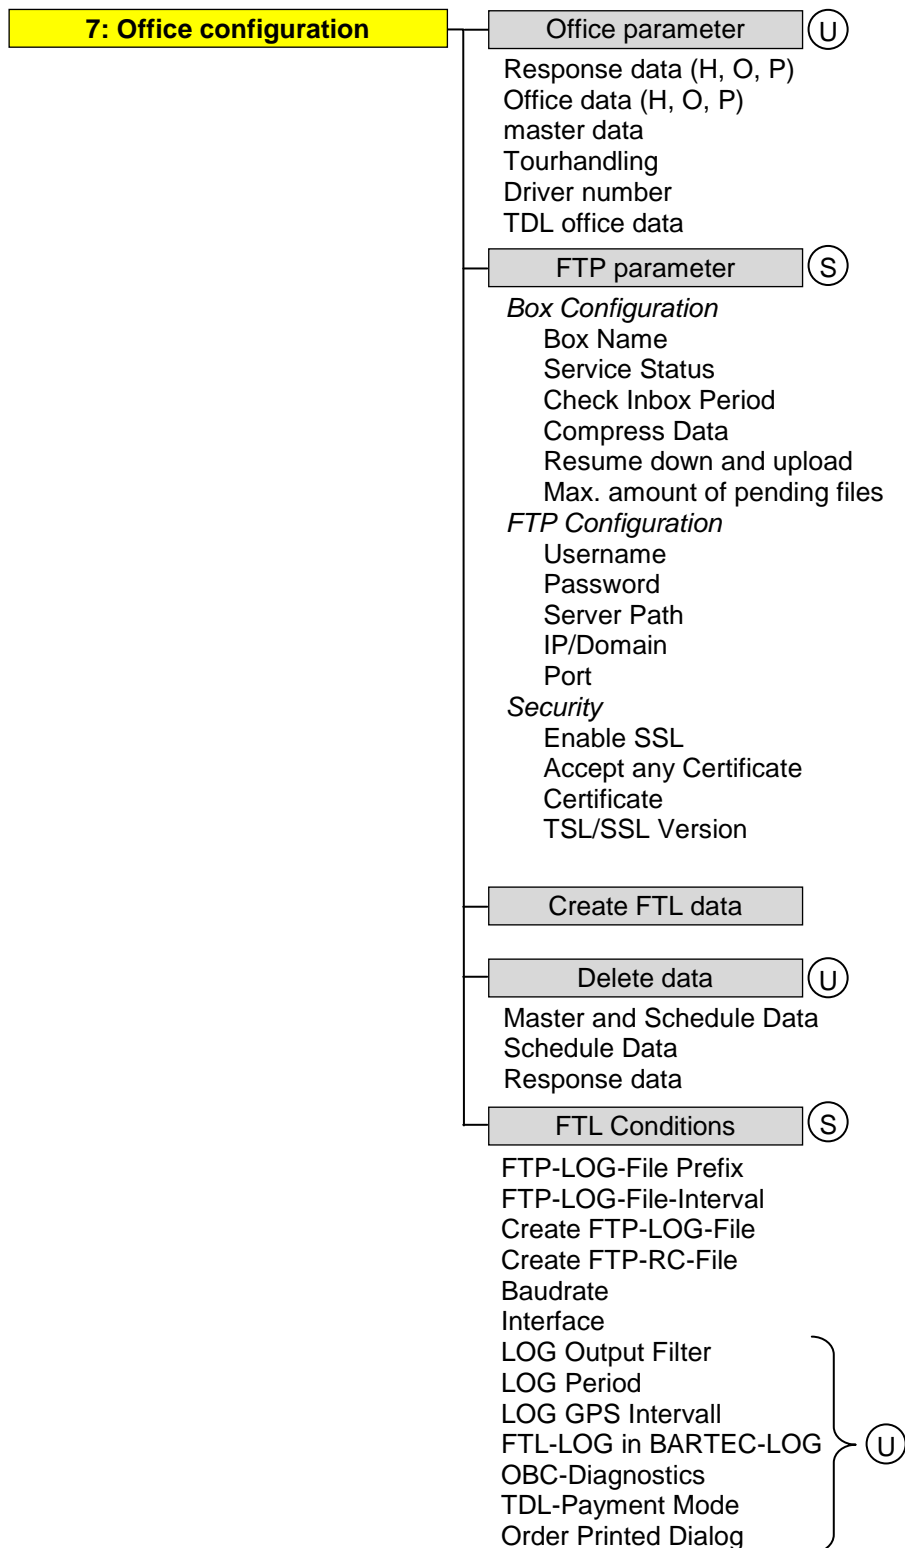 7: Office configuration
Office parameter U
Response data (H, O, P)
Office data (H, O, P)
master data
Tourhandling
Driver number
TDL office data
FTP parameter S
Box Configuration
Box Name
Service Status
Check Inbox Period
Compress Data
Resume down and upload
Max. amount of pending files
FTP Configuration
Username
Password
Server Path
IP/Domain
Port
Security
Enable SSL
Accept any Certificate
Certificate
TSL/SSL Version
Create FTL data
Delete data U
Master and Schedule Data
Schedule Data
Response data
FTL Conditions S
FTP-LOG-File Prefix
FTP-LOG-File-Interval
Create FTP-LOG-File
Create FTP-RC-File
Baudrate
Interface
LOG Output Filter
LOG Period
LOG GPS Intervall
FTL-LOG in BARTEC-LOG U
OBC-Diagnostics
TDL-Payment Mode
Order Printed Dialog